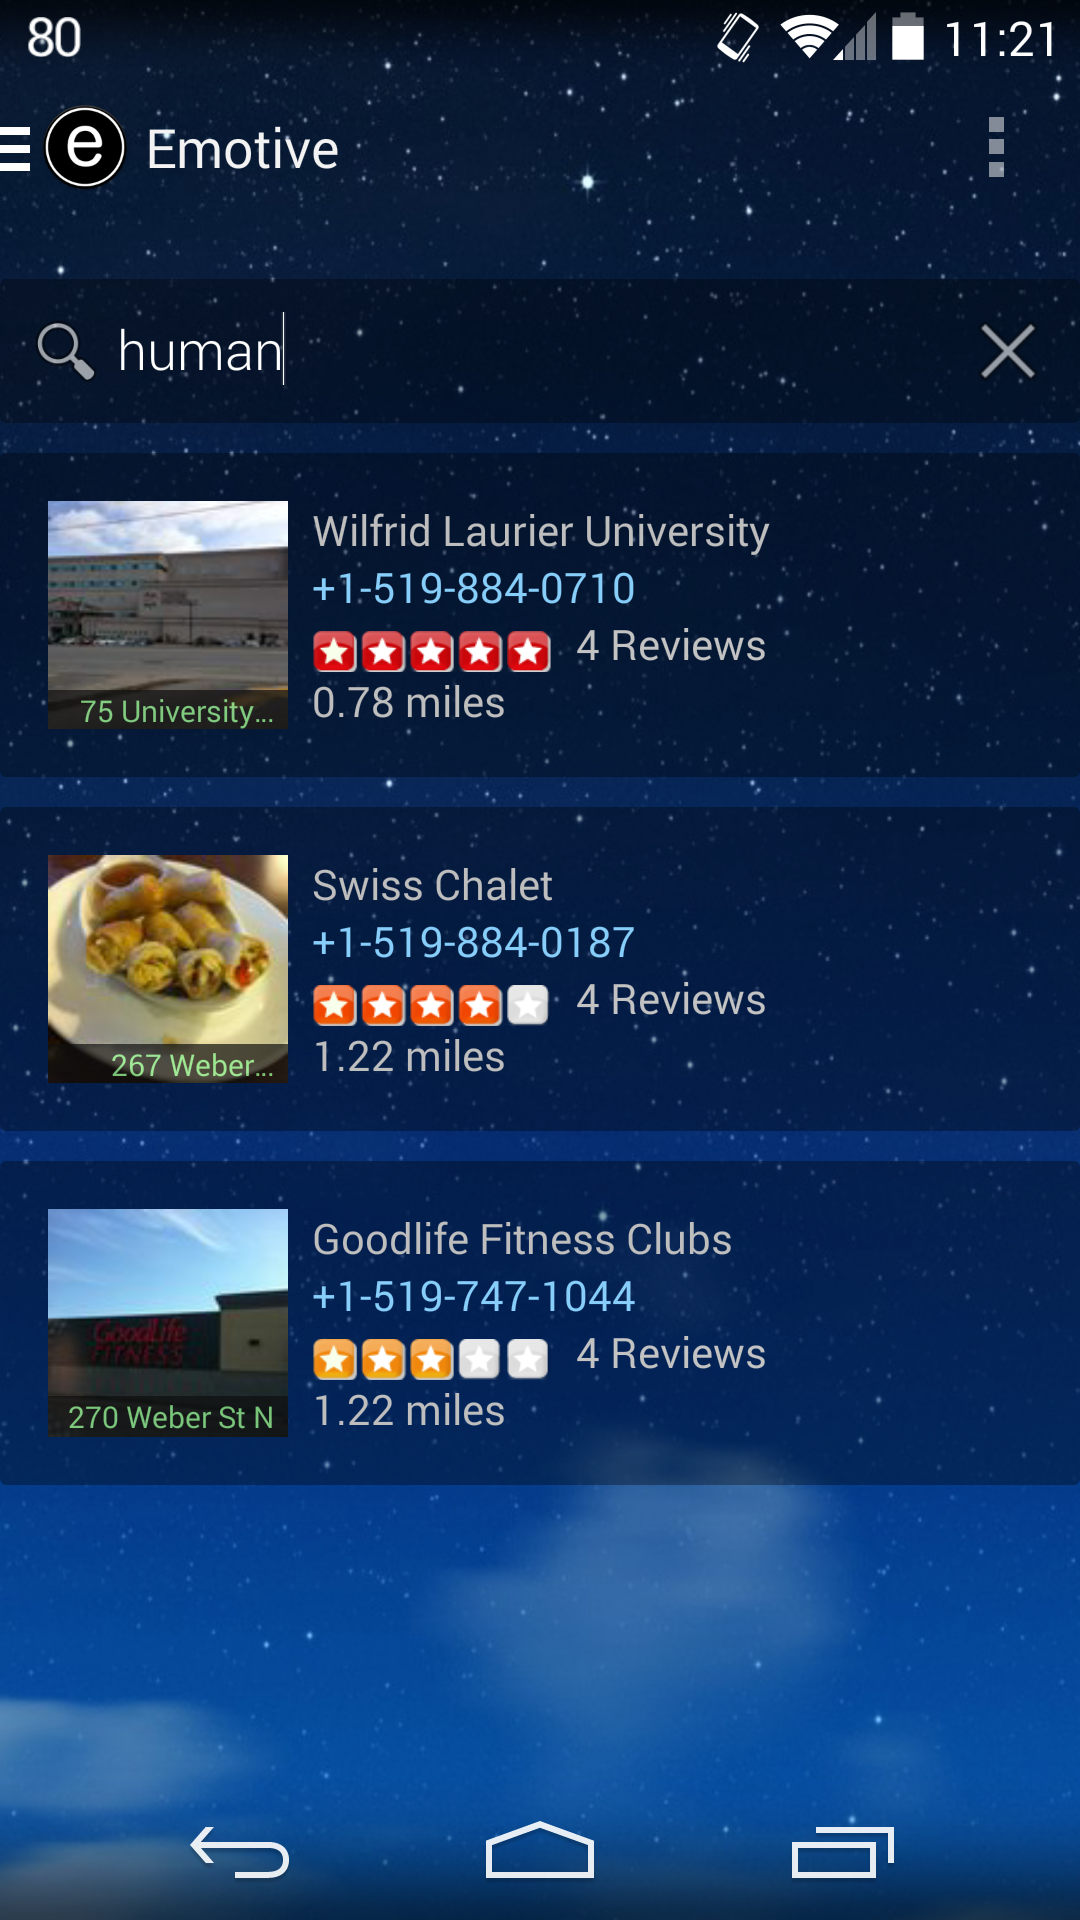 80 11:21
e Emotive
human
Wilfrid Laurier University
+1-519-884-0710
4 Reviews
0.78 miles
75 University...
Swiss Chalet
+1-519-884-0187
4 Reviews
1.22 miles
267 Weber...
Goodlife Fitness Clubs
+1-519-747-1044
4 Reviews
1.22 miles
GoodLife
FITNESS
270 Weber St N